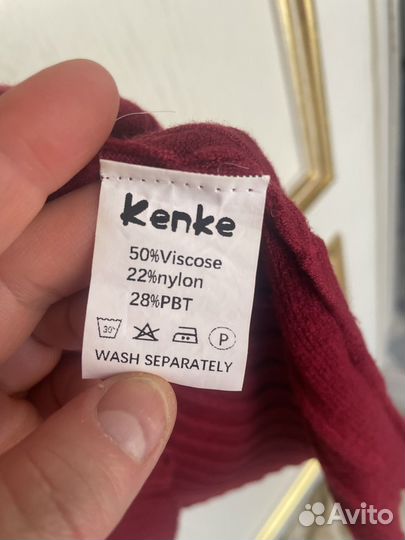 Kenke
50%Viscose
22%nylon
28%PBT
30°
P
WASH SEPARATELY
Avito